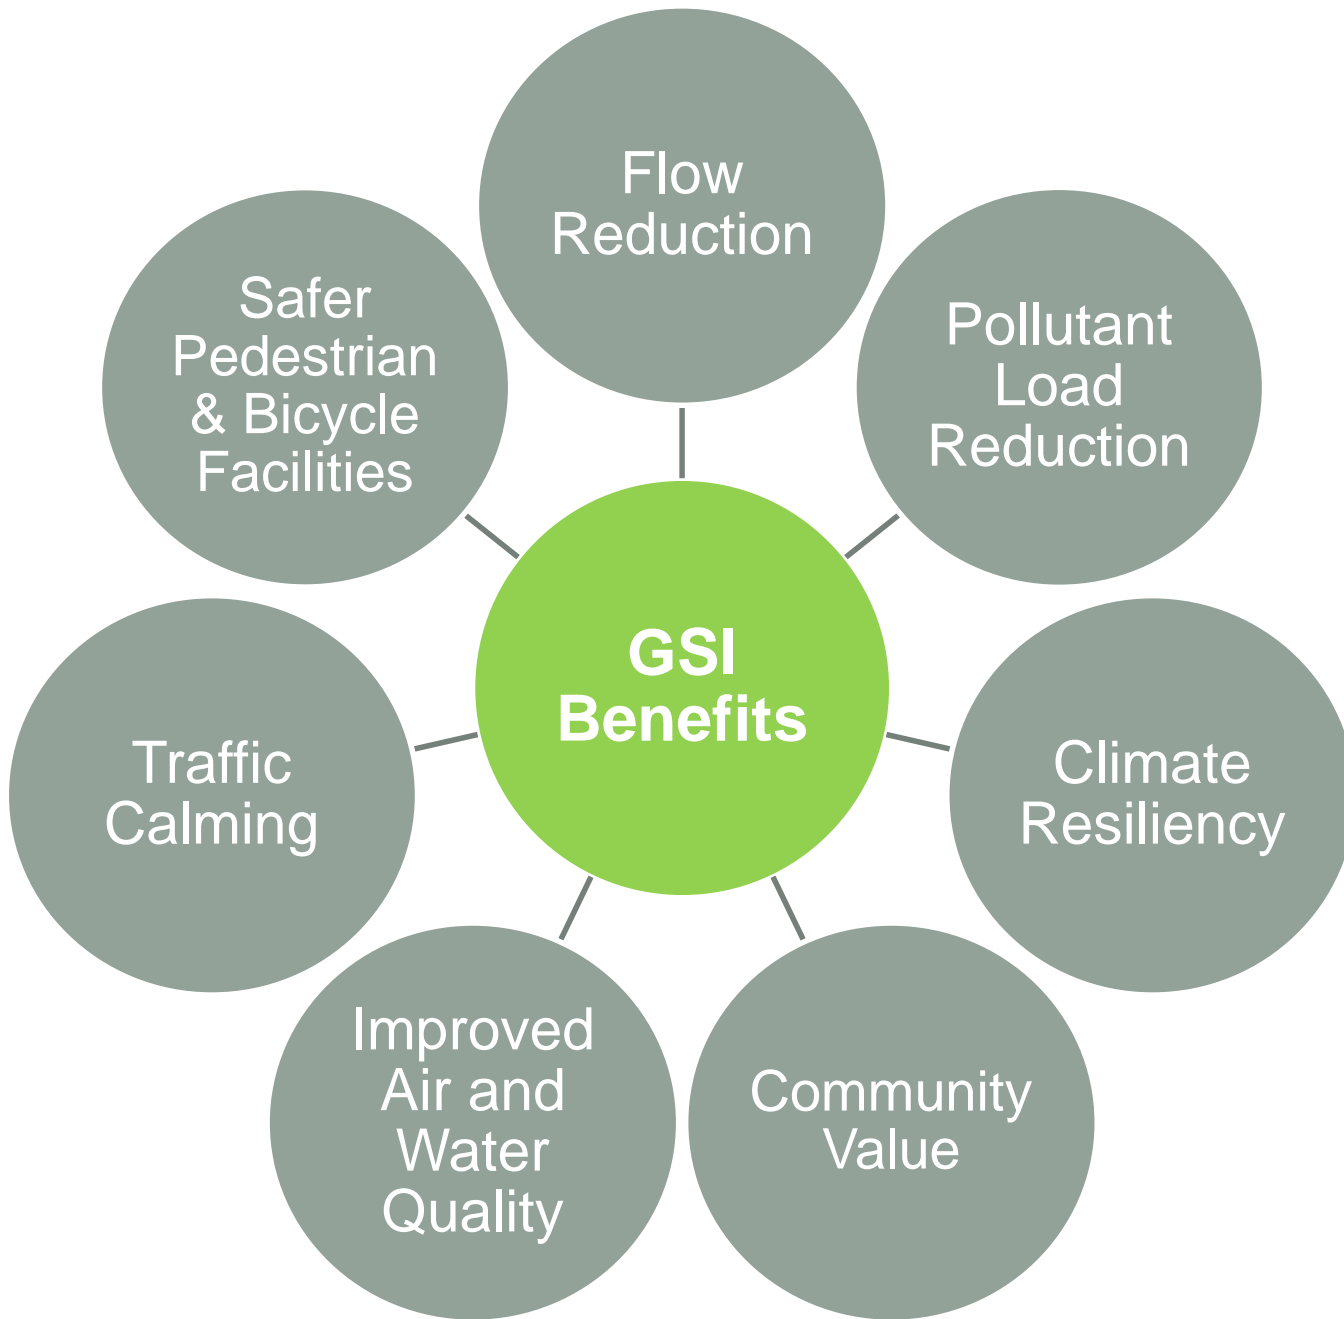 Flow
Reduction
Pollutant
Load
Reduction
Climate
Resiliency
Community
Value
Improved
Air and
Water
Quality
Traffic
Calming
Safer
Pedestrian
& Bicycle
Facilities
GSI
Benefits